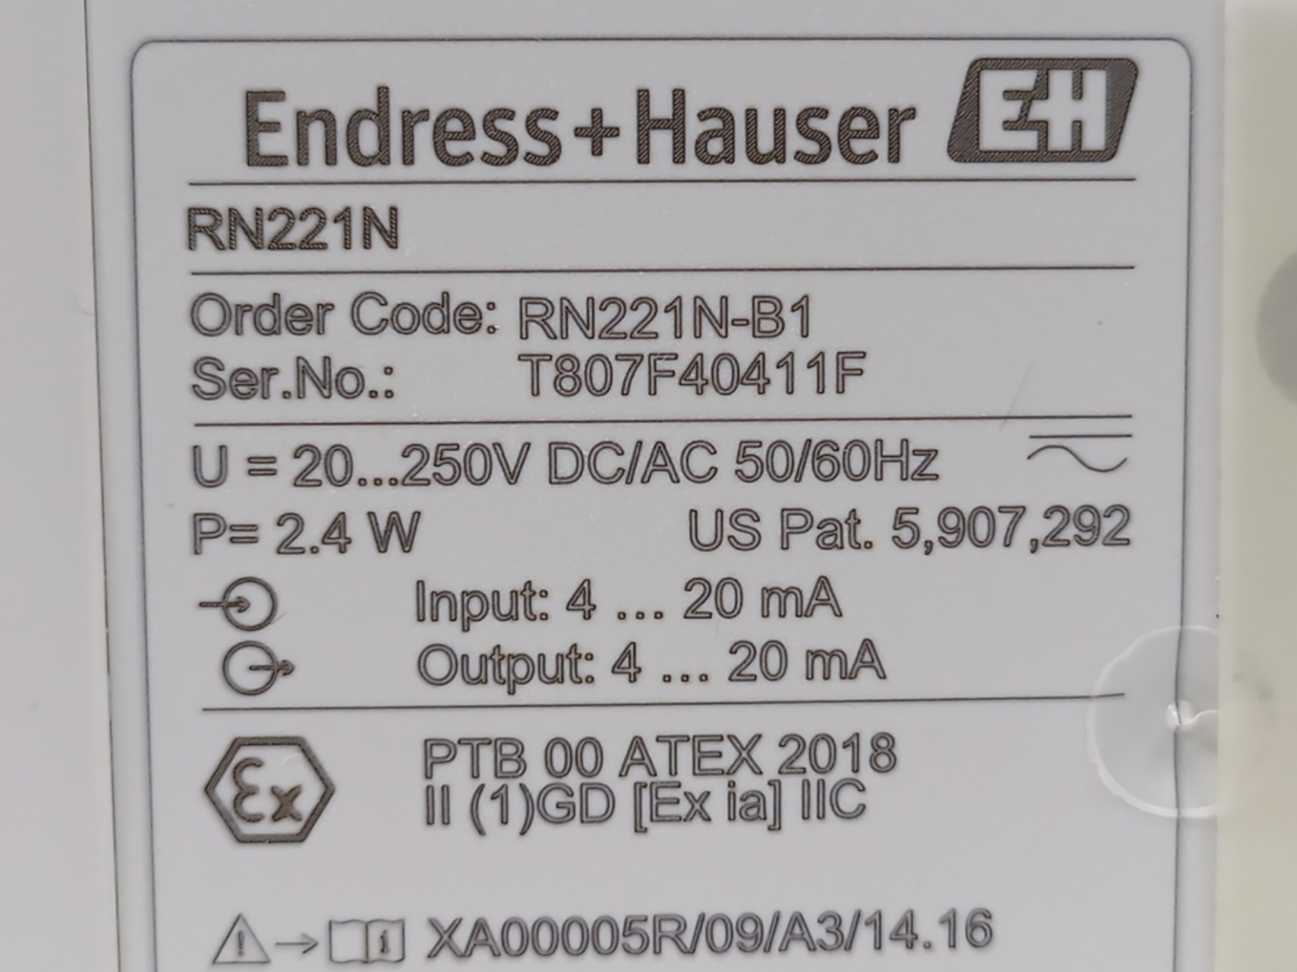 Endress+Hauser EH
RN221N
Order Code: RN221N-B1
Ser.No.: T807F40411F
U = 20...250V DC/AC 50/60Hz
P= 2.4 W US Pat. 5,907,292
Input: 4 ... 20 mA
Output: 4 ... 20 mA
Ex PTB 00 ATEX 2018
II (1)GD [Ex ia] IIC
XA00005R/09/A3/14.16